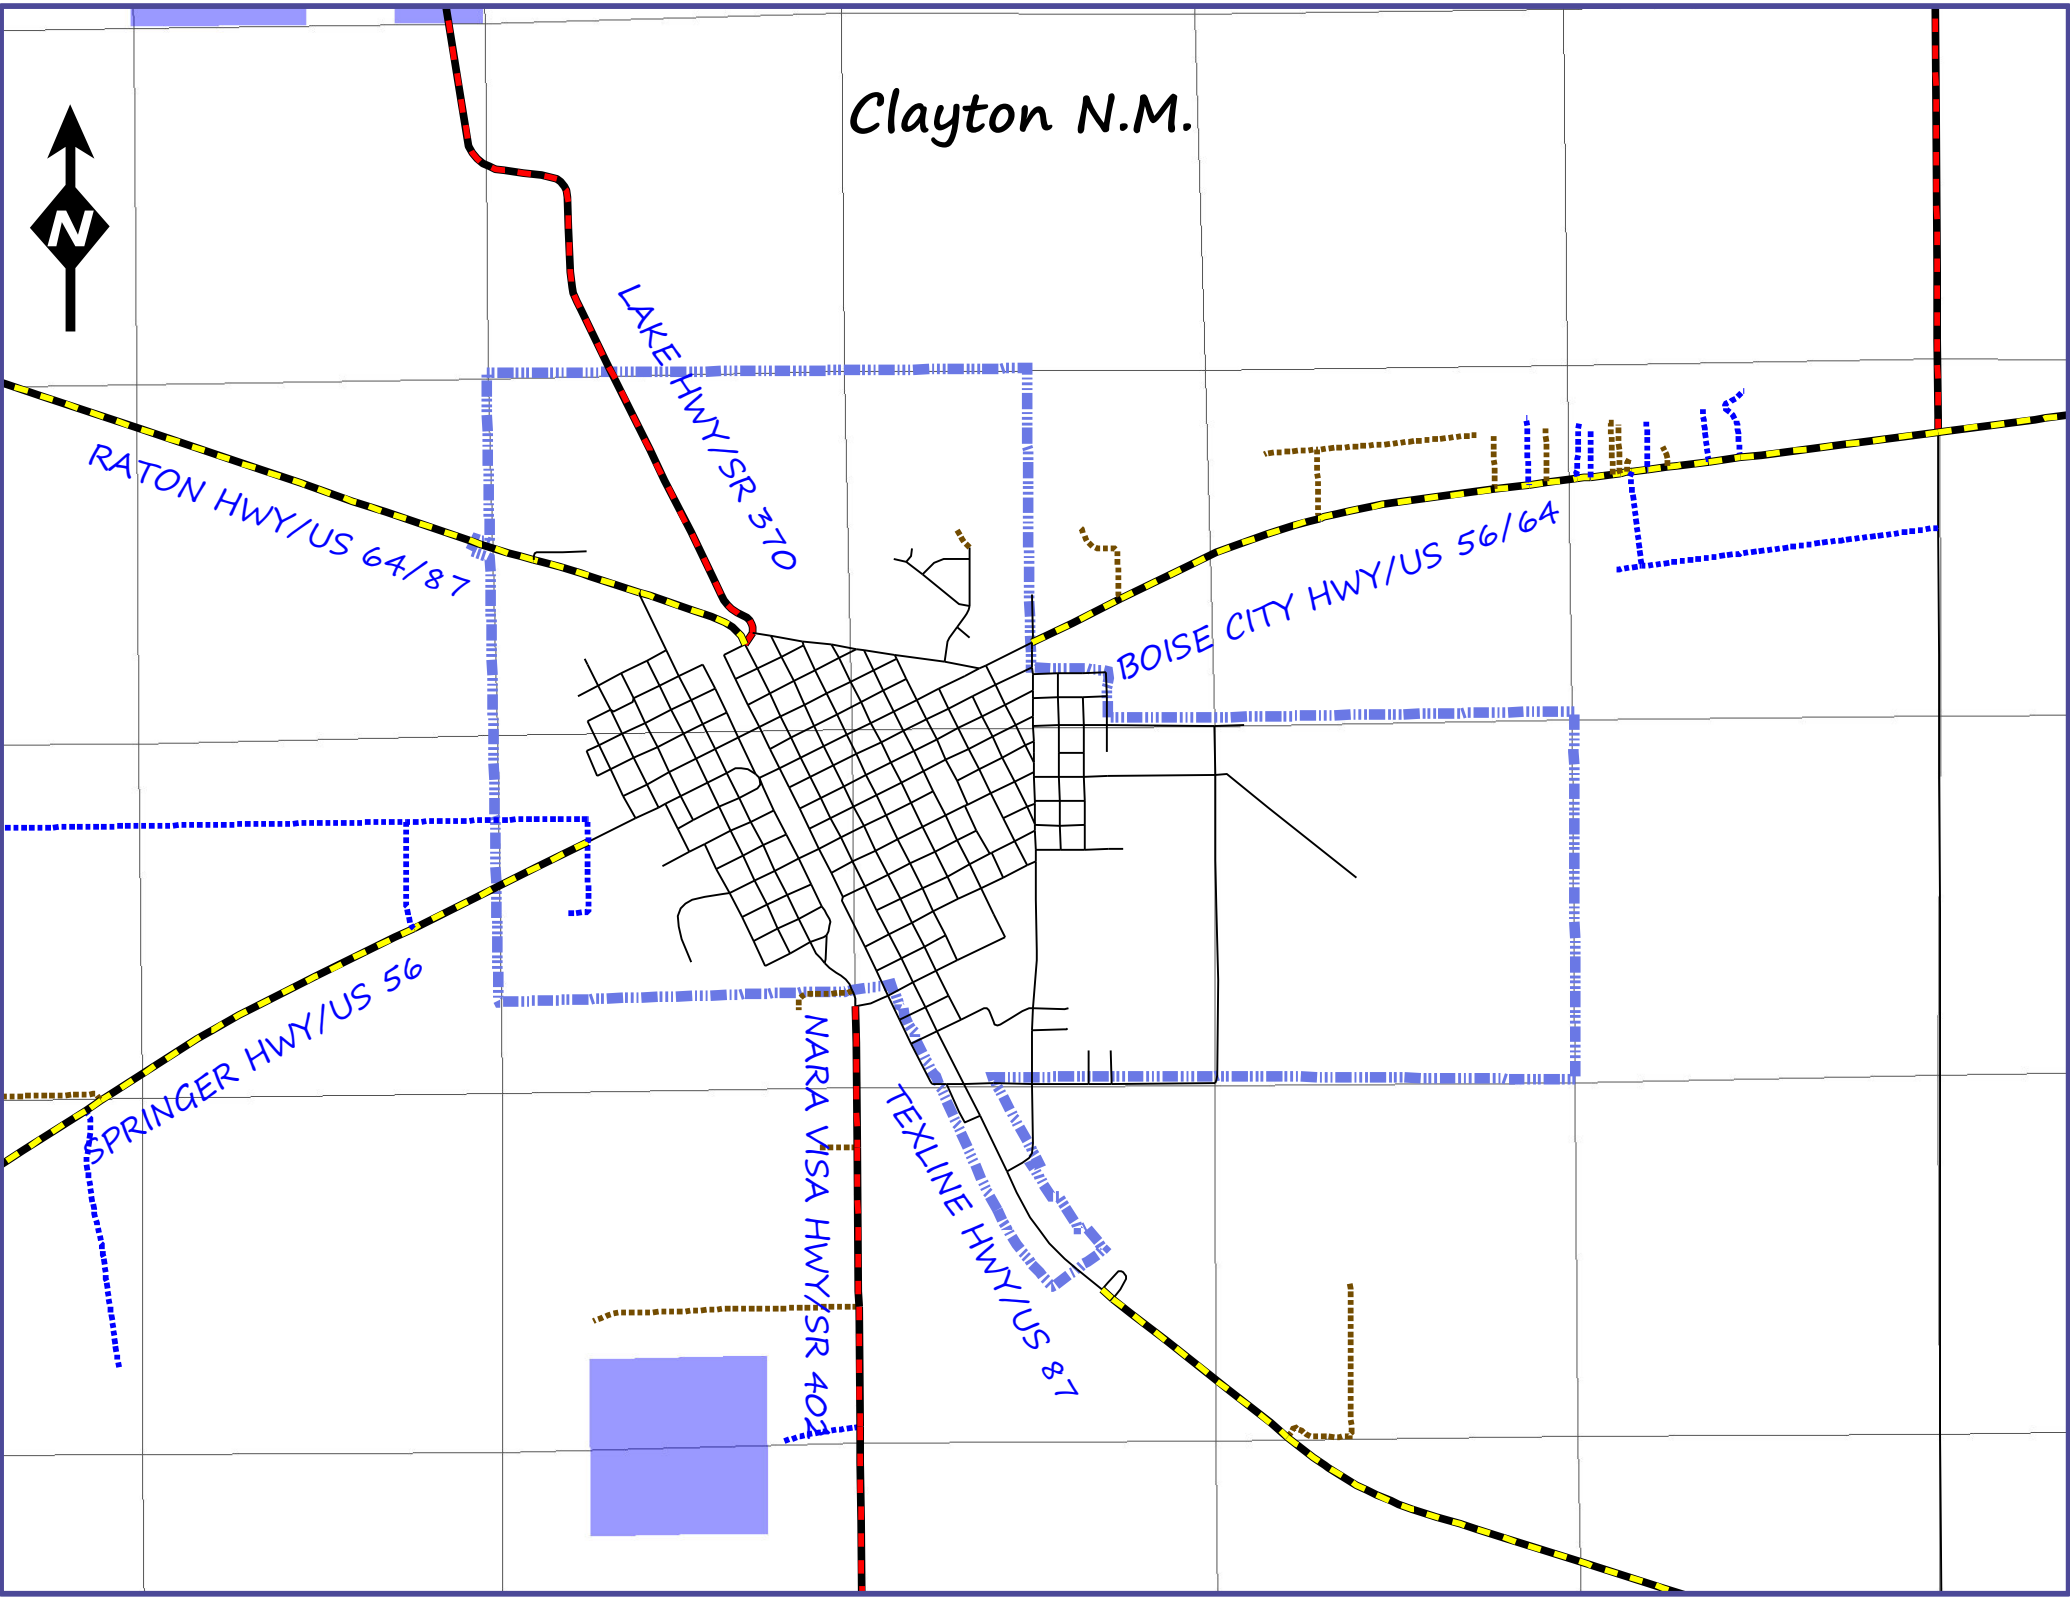 Clayton N.M.
N
LAKE HWY/SR 370
RATON HWY/US 64/87
BOISE CITY HWY/US 56/64
SPRINGER HWY/US 56
NARA VISA HWY/SR 402
TEXLINE HWY/US 87